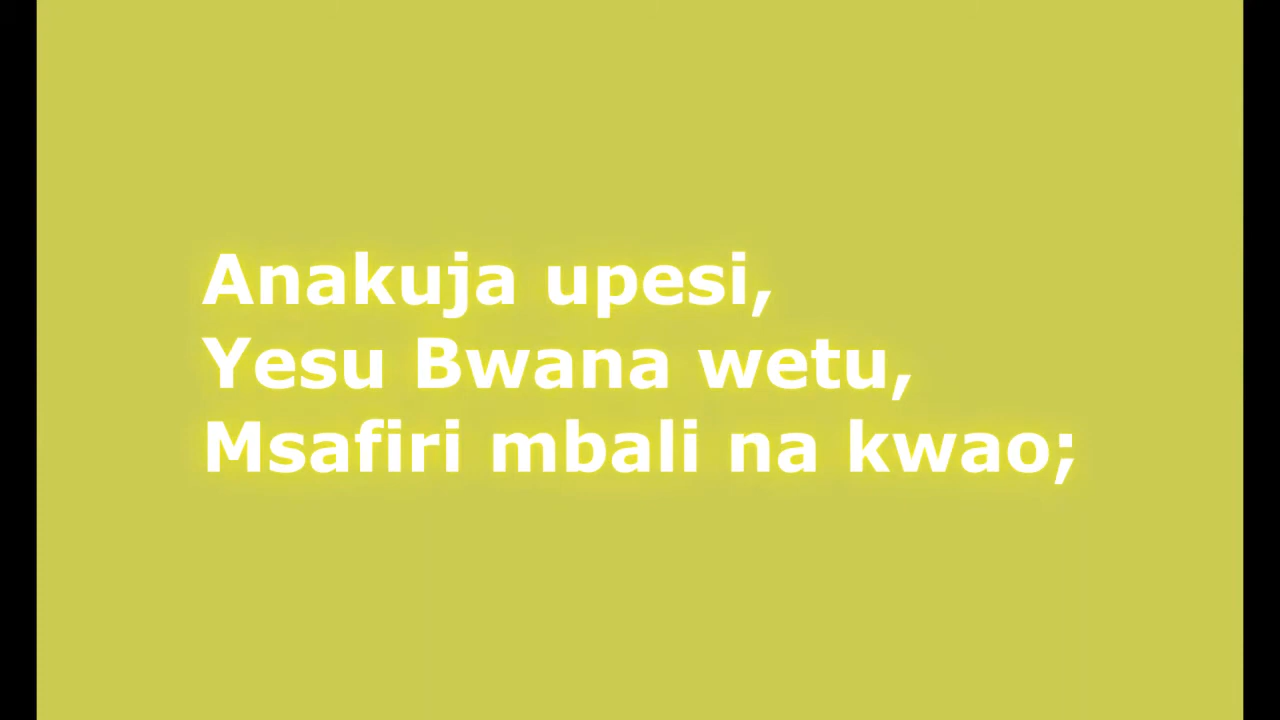 Anakuja upesi,
Yesu Bwana wetu,
Msafiri mbali na kwao;